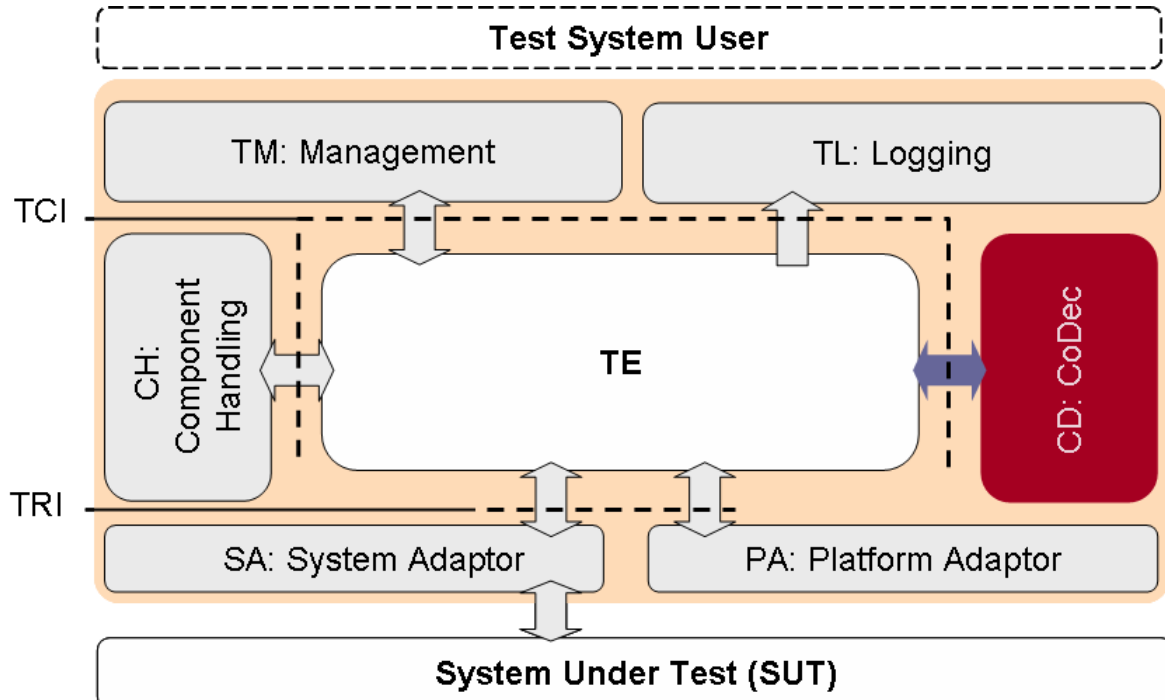 Test System User
TM: Management
TL: Logging
TCI
CH:
Component
Handling
TE
CD: CoDec
TRI
SA: System Adaptor
PA: Platform Adaptor
System Under Test (SUT)